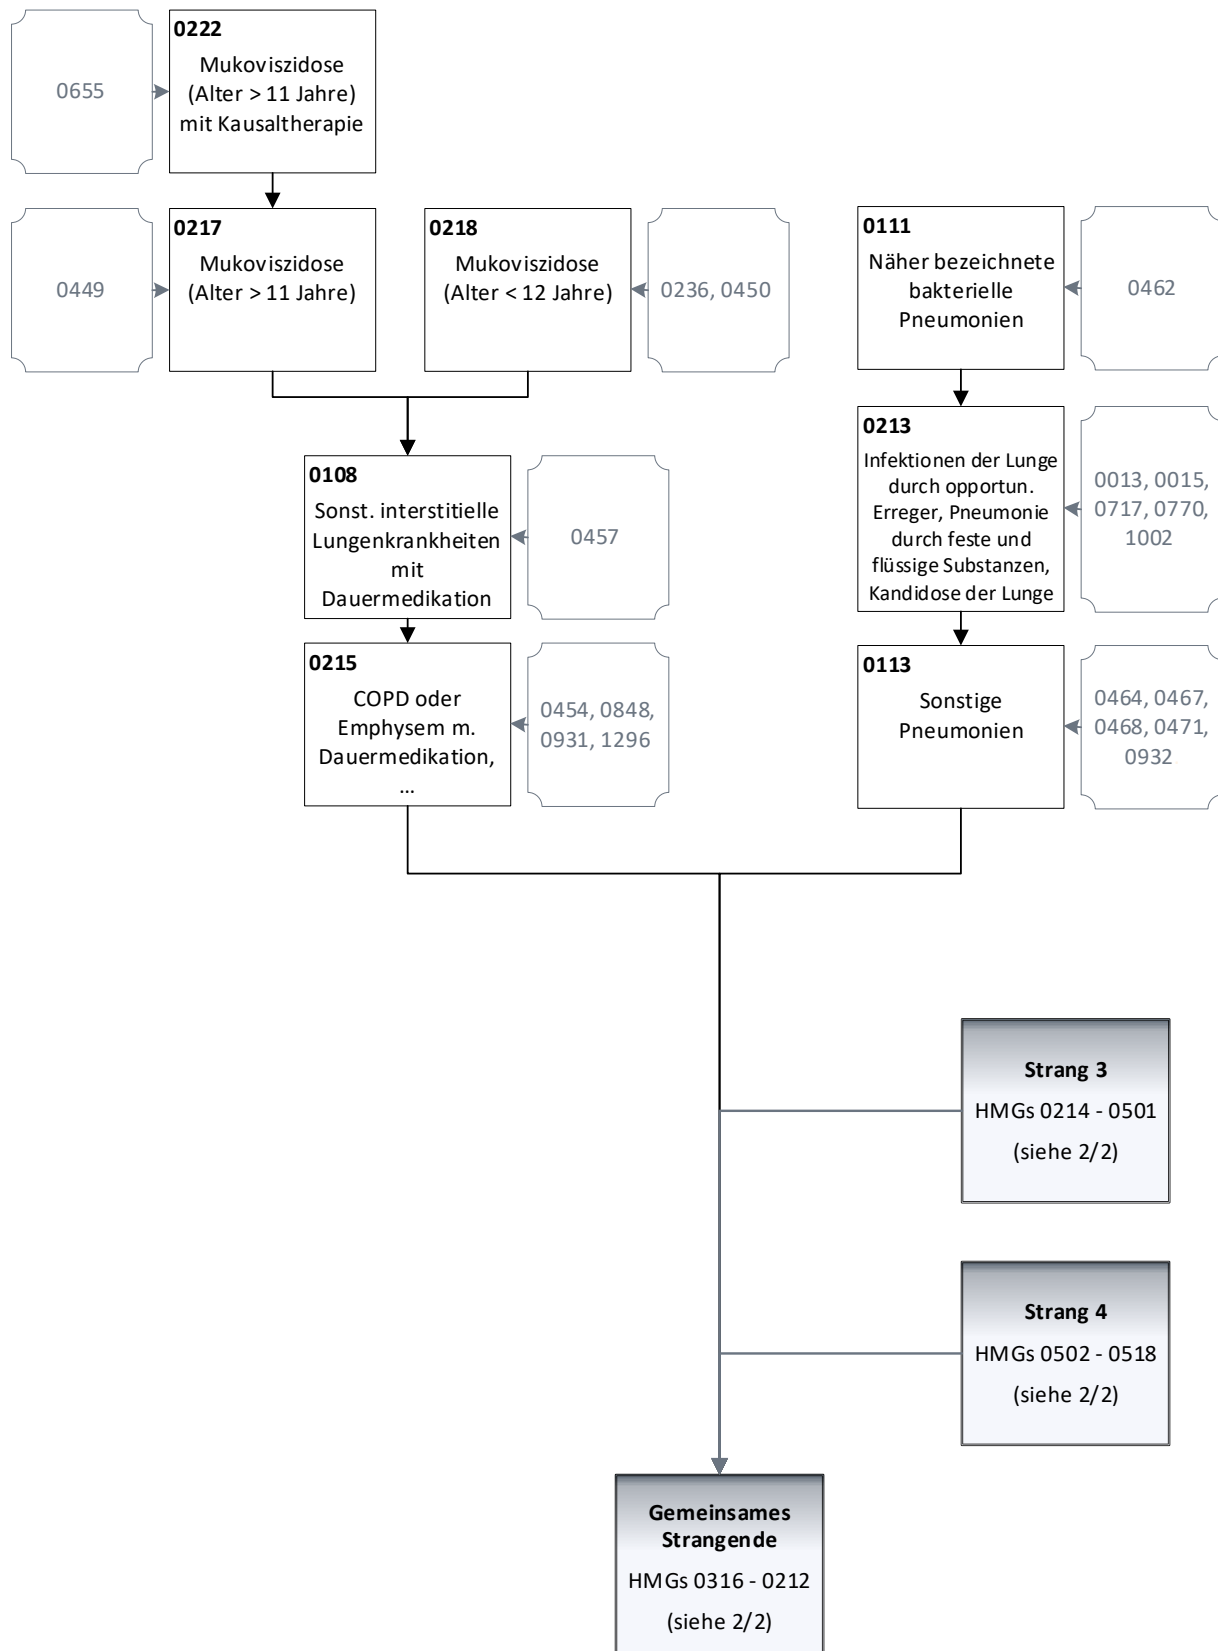 0655
0222
Mukoviszidose
(Alter > 11 Jahre)
mit Kausaltherapie
0449
0217
Mukoviszidose
(Alter > 11 Jahre)
0218
Mukoviszidose
(Alter < 12 Jahre)
0236, 0450
0111
Näher bezeichnete
bakterielle
Pneumonien
0462
0108
Sonst. interstitielle
Lungenkrankheiten
mit
Dauermedikation
0457
0213
Infektionen der Lunge
durch opportun.
Erreger, Pneumonie
durch feste und
flüssige Substanzen,
Kandidose der Lunge
0013, 0015,
0717, 0770,
1002
0215
COPD oder
Emphysem m.
Dauermedikation,
...
0454, 0848,
0931, 1296
0113
Sonstige
Pneumonien
0464, 0467,
0468, 0471,
0932
Strang 3
HMGs 0214 - 0501
(siehe 2/2)
Strang 4
HMGs 0502 - 0518
(siehe 2/2)
Gemeinsames
Strangende
HMGs 0316 - 0212
(siehe 2/2)